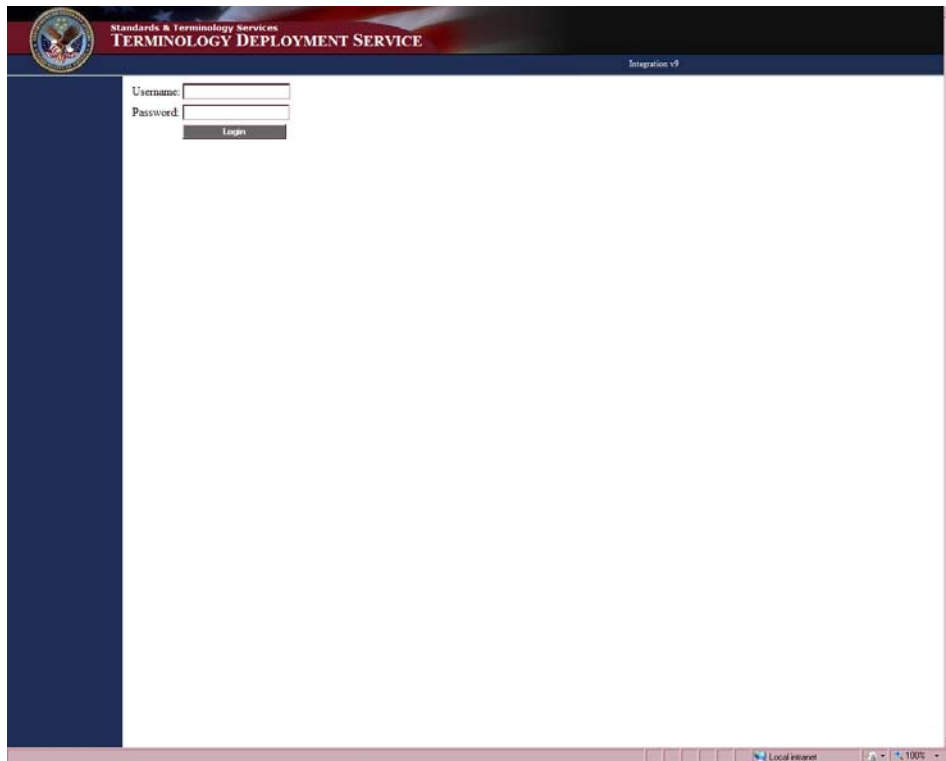 Standards & Terminology Services
TERMINOLOGY DEPLOYMENT SERVICE
Integration v9
Username:
Password:
Login
Local intranet
100%